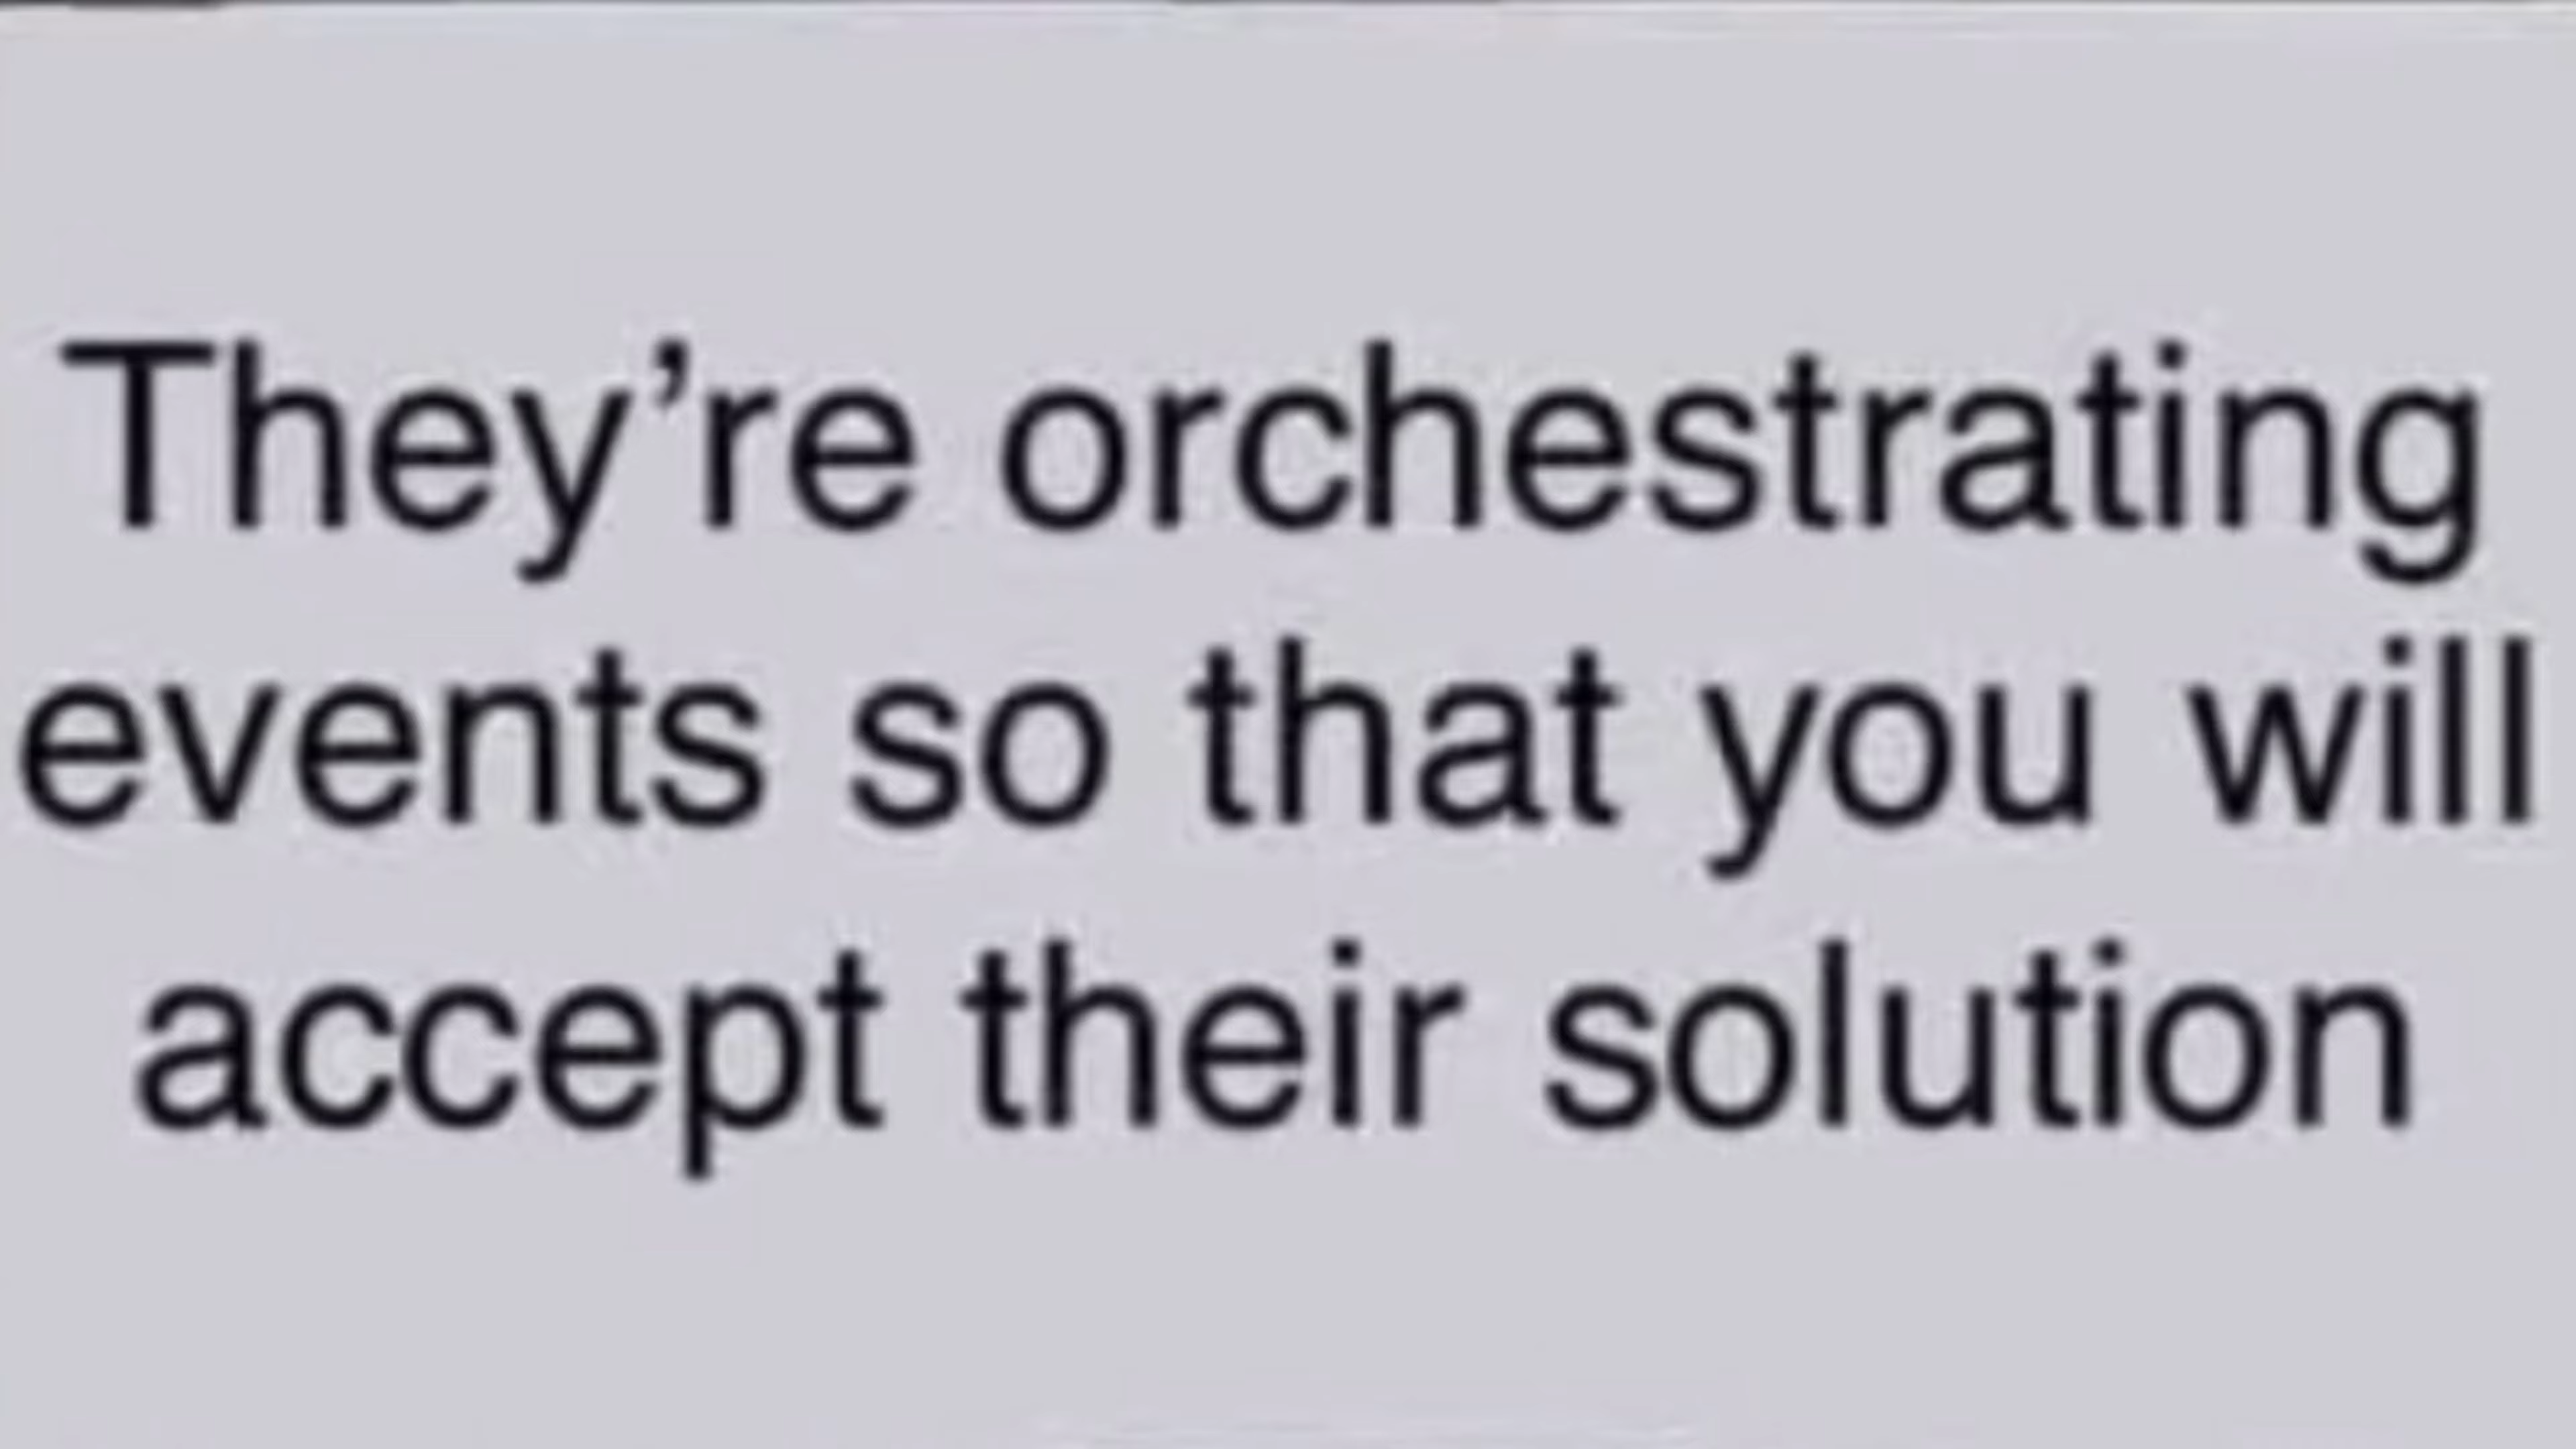 They’re orchestrating
events so that you will
accept their solution